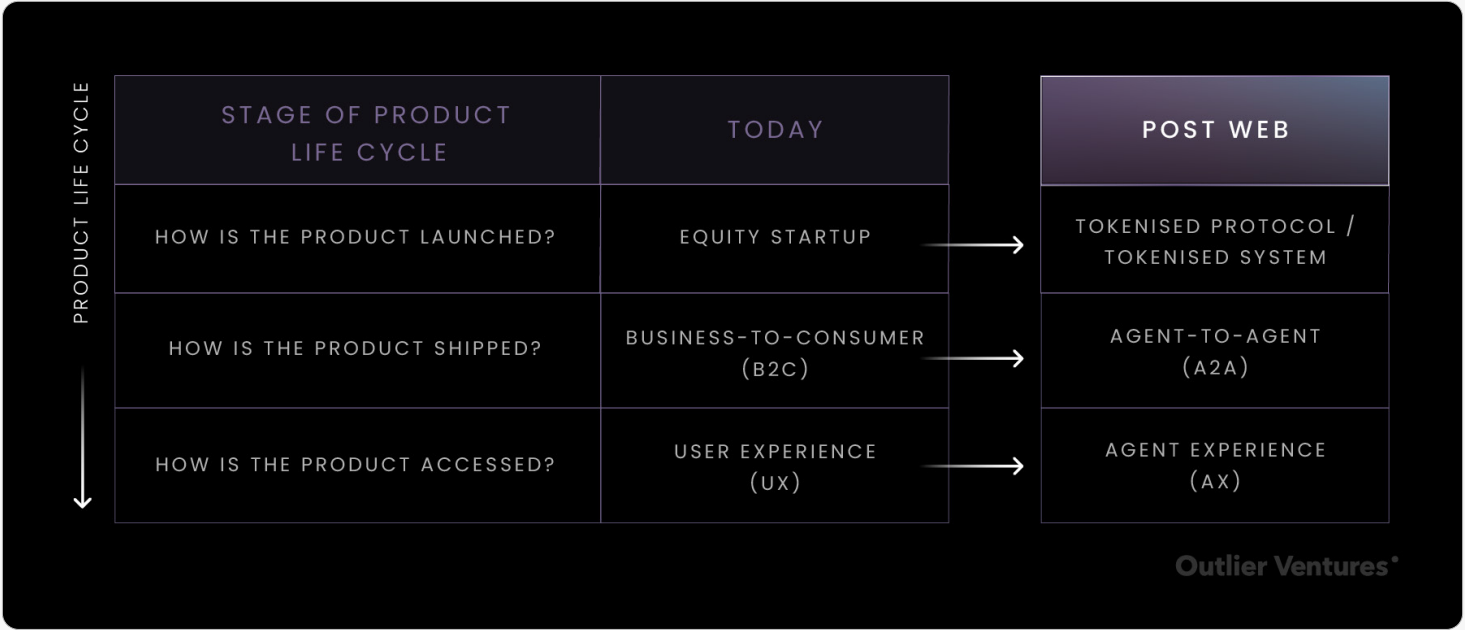 PRODUCT LIFE CYCLE
STAGE OF PRODUCT
LIFE CYCLE
TODAY
POST WEB
HOW IS THE PRODUCT LAUNCHED?
EQUITY STARTUP
TOKENISED PROTOCOL /
TOKENISED SYSTEM
HOW IS THE PRODUCT SHIPPED?
BUSINESS-TO-CONSUMER
(B2C)
AGENT-TO-AGENT
(A2A)
HOW IS THE PRODUCT ACCESSED?
USER EXPERIENCE
(UX)
AGENT EXPERIENCE
(AX)
Outlier Ventures